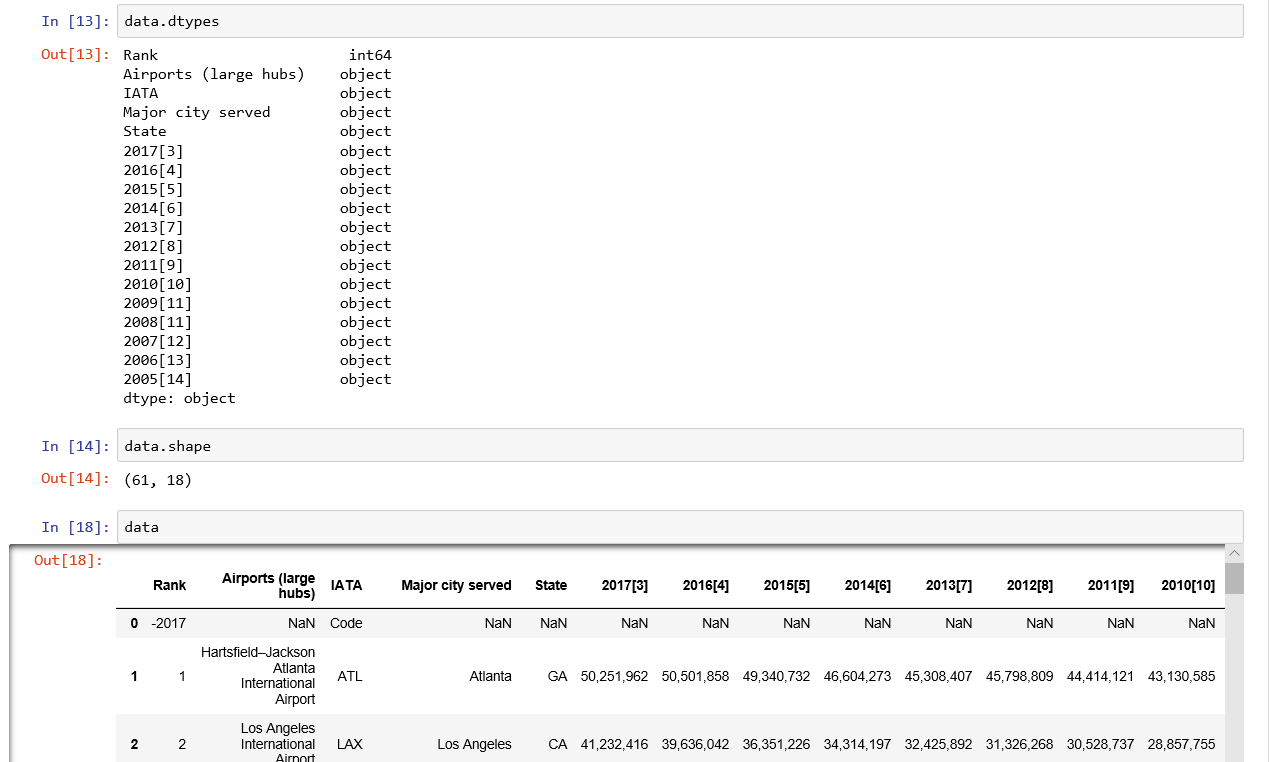 In [13]: data.dtypes
Out[13]: Rank int64
Airports (large hubs) object
IATA object
Major city served object
State object
2017[3] object
2016[4] object
2015[5] object
2014[6] object
2013[7] object
2012[8] object
2011[9] object
2010[10] object
2009[11] object
2008[11] object
2007[12] object
2006[13] object
2005[14] object
dtype: object
In [14]: data.shape
Out[14]: (61, 18)
In [18]: data
Out[18]:
Rank Airports (large hubs) IATA Major city served State 2017[3] 2016[4] 2015[5] 2014[6] 2013[7] 2012[8] 2011[9] 2010[10]
0 -2017 NaN Code NaN NaN NaN NaN NaN NaN NaN NaN NaN NaN
1 1 Hartsfield–Jackson Atlanta International Airport ATL Atlanta GA 50,251,962 50,501,858 49,340,732 46,604,273 45,308,407 45,798,809 44,414,121 43,130,585
2 2 Los Angeles International Airport LAX Los Angeles CA 41,232,416 39,636,042 36,351,226 34,314,197 32,425,892 31,326,268 30,528,737 28,857,755